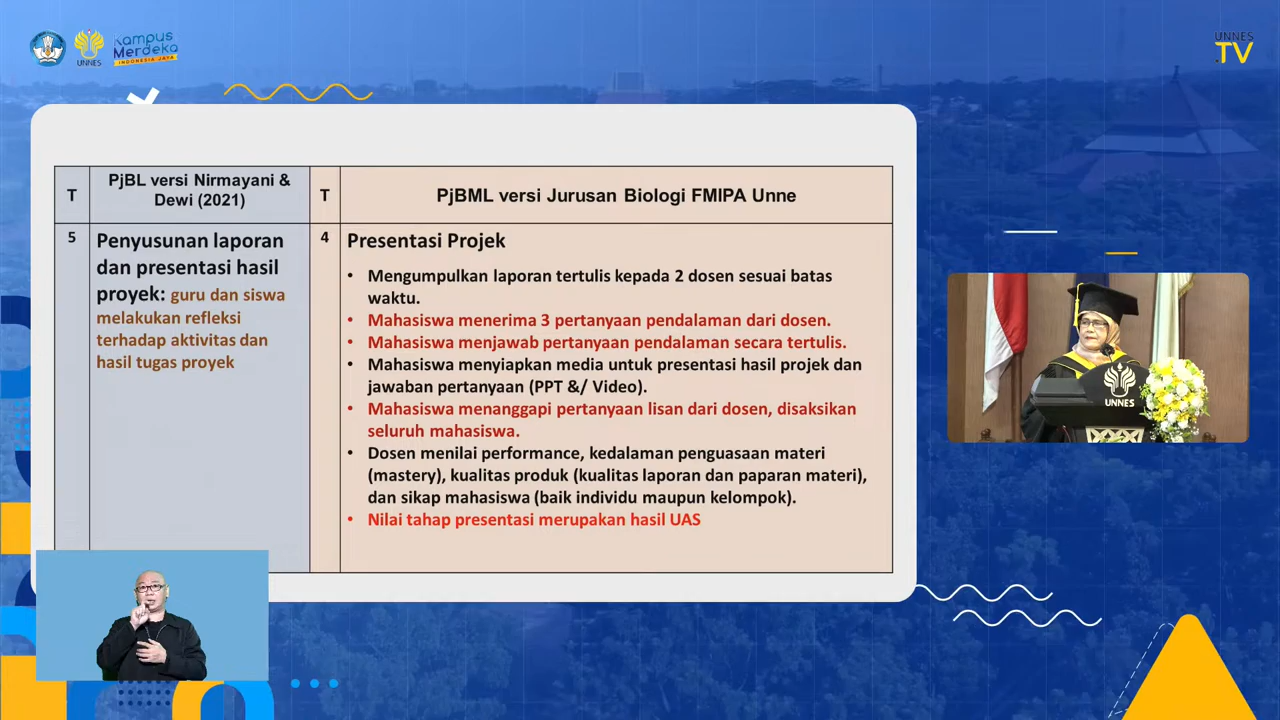 UNNES
Kampus
Merdeka
INDONESIA JAYA
UNNES
TV
T
PjBL versi Nirmayani &
Dewi (2021)
T
PjBML versi Jurusan Biologi FMIPA Unne
5
Penyusunan laporan
dan presentasi hasil
proyek: guru dan siswa
melakukan refleksi
terhadap aktivitas dan
hasil tugas proyek
4
Presentasi Projek
• Mengumpulkan laporan tertulis kepada 2 dosen sesuai batas
waktu.
• Mahasiswa menerima 3 pertanyaan pendalaman dari dosen.
• Mahasiswa menjawab pertanyaan pendalaman secara tertulis.
• Mahasiswa menyiapkan media untuk presentasi hasil projek dan
jawaban pertanyaan (PPT &/ Video).
• Mahasiswa menanggapi pertanyaan lisan dari dosen, disaksikan
seluruh mahasiswa.
• Dosen menilai performance, kedalaman penguasaan materi
(mastery), kualitas produk (kualitas laporan dan paparan materi),
dan sikap mahasiswa (baik individu maupun kelompok).
• Nilai tahap presentasi merupakan hasil UAS
UNNES